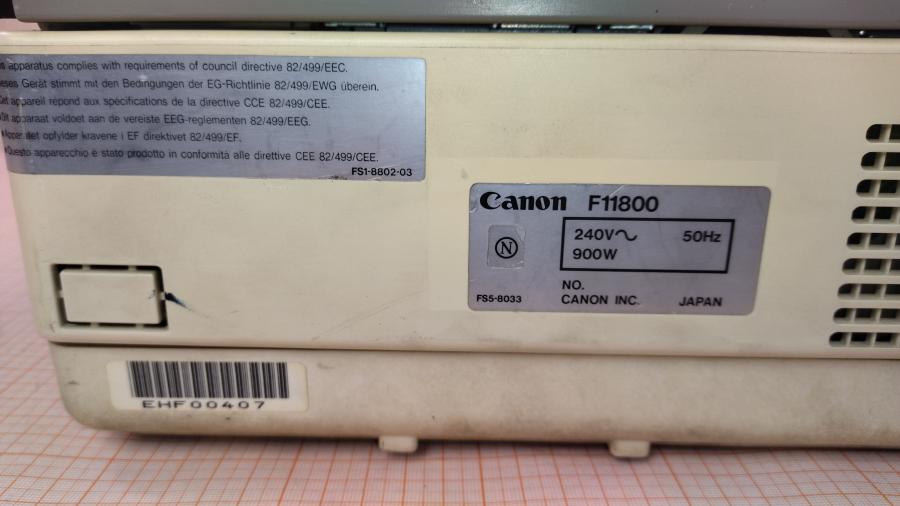 apparatus complies with requirements of council directive 82/499/EEC.
Gerät stimmt mit den Bedingungen der EG-Richtlinie 82/499/EWG überein.
appareil répond aux spécifications de la directive CCE 82/499/CEE.
apparaat voldoet aan de vereiste EEG-reglementen 82/499/EEG.
opfylder kravene i EF direktivet 82/499/EF.
Questo apparecchio è stato prodotto in conformità alle direttive CEE 82/499/CEE.
FS1-8802-03
Canon F11800
240V~ 50Hz
900W
N
NO.
FS5-8033 CANON INC. JAPAN
EHF00407